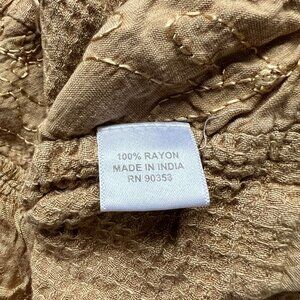 100% RAYON
MADE IN INDIA
RN 90353